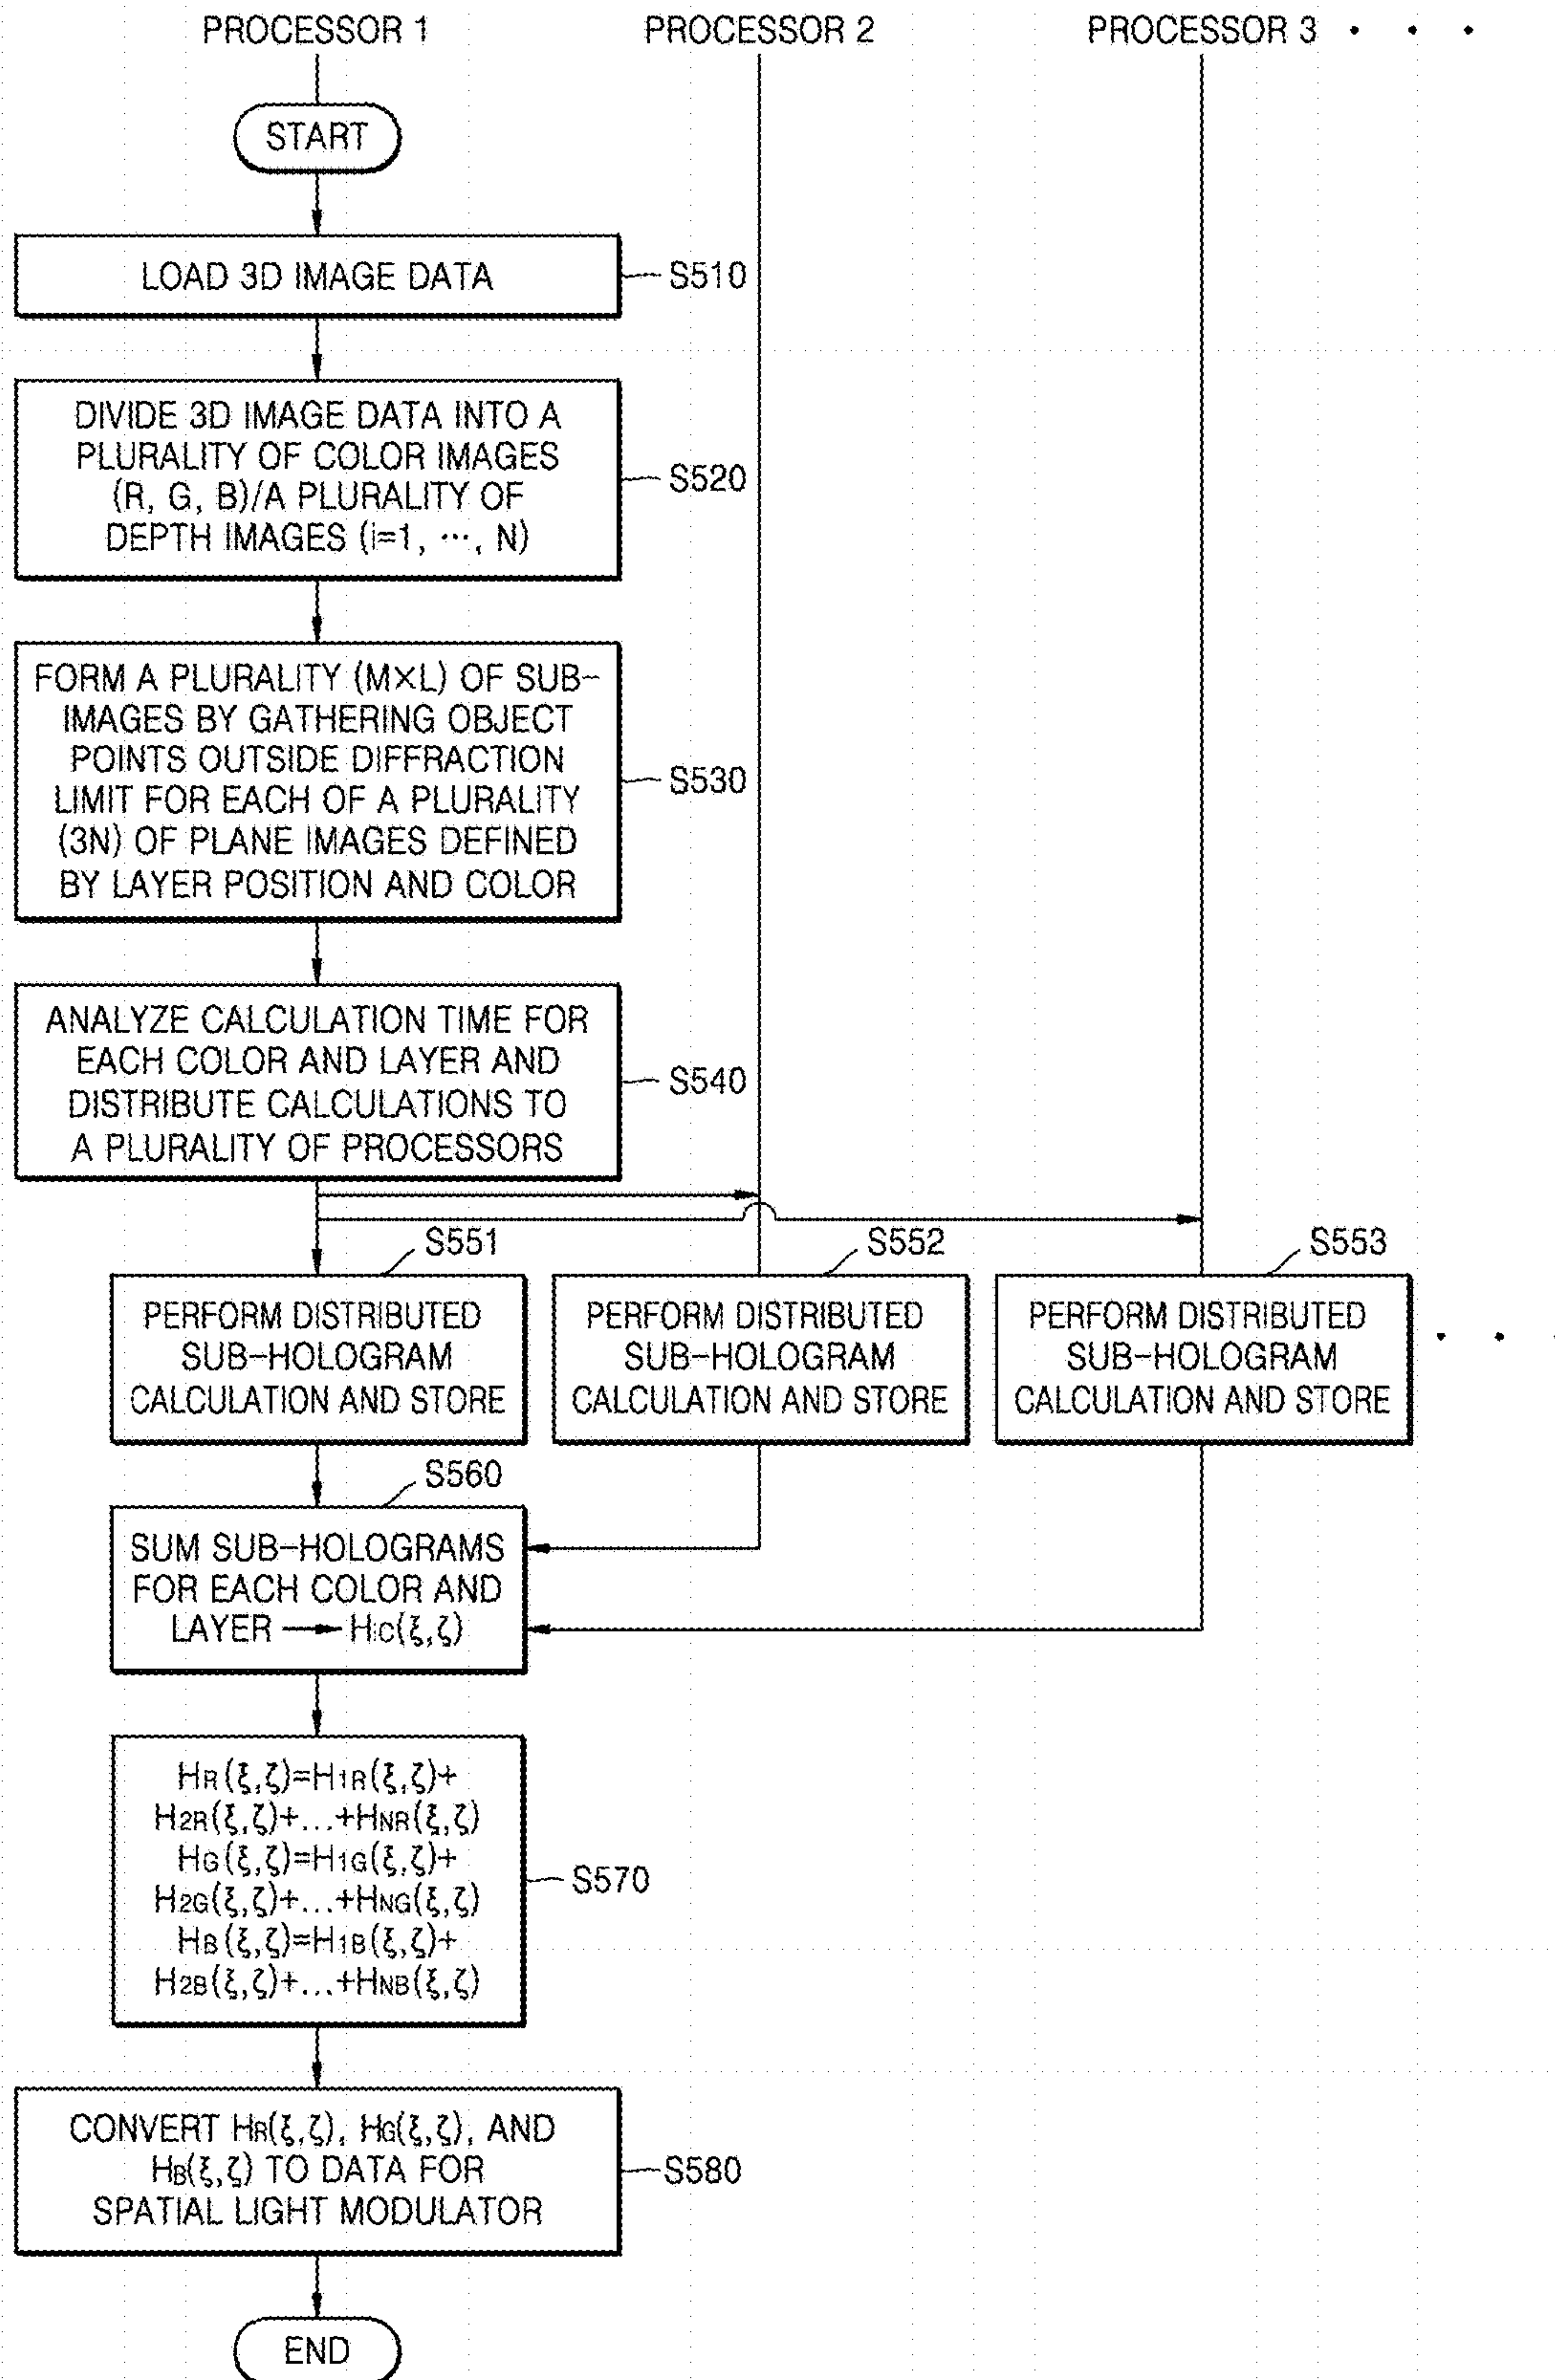 PROCESSOR 1
PROCESSOR 2
PROCESSOR 3 · · ·
START
LOAD 3D IMAGE DATA
S510
DIVIDE 3D IMAGE DATA INTO A
PLURALITY OF COLOR IMAGES
(R, G, B)/A PLURALITY OF
DEPTH IMAGES (i=1, ⋯, N)
S520
FORM A PLURALITY (M×L) OF SUB-
IMAGES BY GATHERING OBJECT
POINTS OUTSIDE DIFFRACTION
LIMIT FOR EACH OF A PLURALITY
(3N) OF PLANE IMAGES DEFINED
BY LAYER POSITION AND COLOR
S530
ANALYZE CALCULATION TIME FOR
EACH COLOR AND LAYER AND
DISTRIBUTE CALCULATIONS TO
A PLURALITY OF PROCESSORS
S540
S551
PERFORM DISTRIBUTED
SUB-HOLOGRAM
CALCULATION AND STORE
S552
PERFORM DISTRIBUTED
SUB-HOLOGRAM
CALCULATION AND STORE
S553
PERFORM DISTRIBUTED
SUB-HOLOGRAM
CALCULATION AND STORE
· · ·
S560
SUM SUB-HOLOGRAMS
FOR EACH COLOR AND
LAYER → HiC(ξ,ζ)
HR(ξ,ζ)=H1R(ξ,ζ)+
H2R(ξ,ζ)+...+HNR(ξ,ζ)
HG(ξ,ζ)=H1G(ξ,ζ)+
H2G(ξ,ζ)+...+HNG(ξ,ζ)
HB(ξ,ζ)=H1B(ξ,ζ)+
H2B(ξ,ζ)+...+HNB(ξ,ζ)
S570
CONVERT HR(ξ,ζ), HG(ξ,ζ), AND
HB(ξ,ζ) TO DATA FOR
SPATIAL LIGHT MODULATOR
S580
END